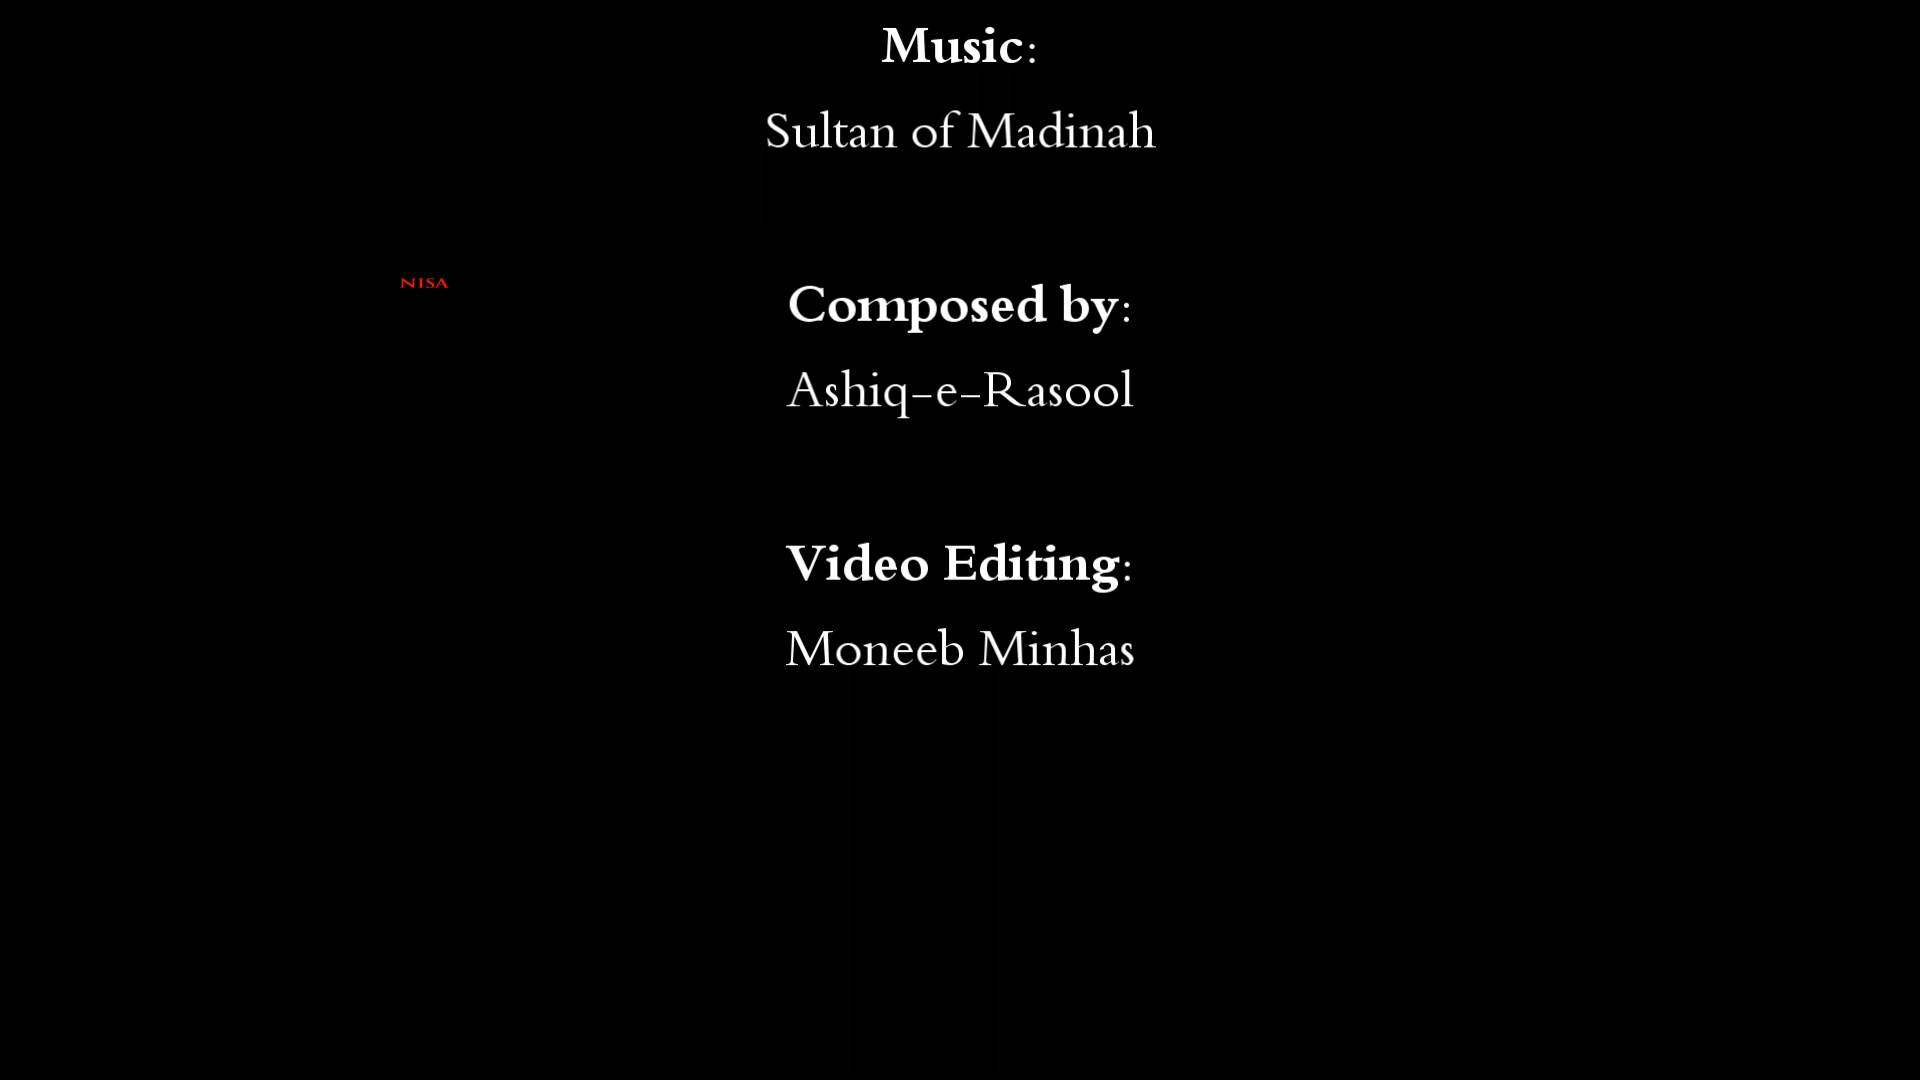 Music:
Sultan of Madinah
NISA
Composed by:
Ashiq-e-Rasool
Video Editing:
Moneeb Minhas